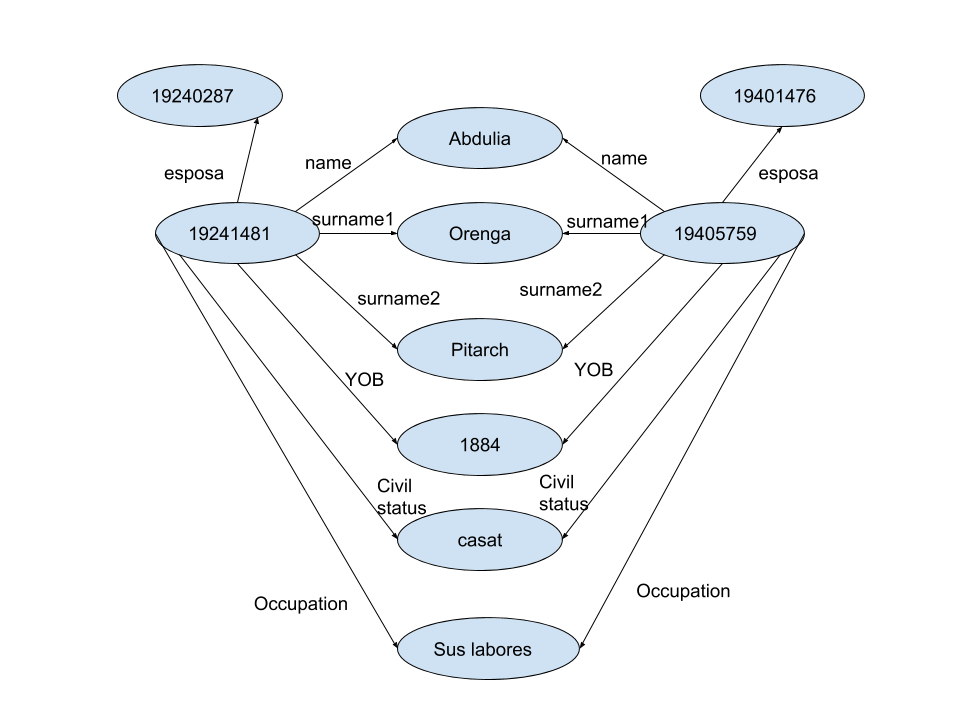 19240287
19401476
Abdulia
esposa
name
name
esposa
19241481
surname1
Orenga
surname1
19405759
surname2
surname2
Pitarch
YOB
YOB
1884
Civil
status
Civil
status
casat
Occupation
Occupation
Sus labores